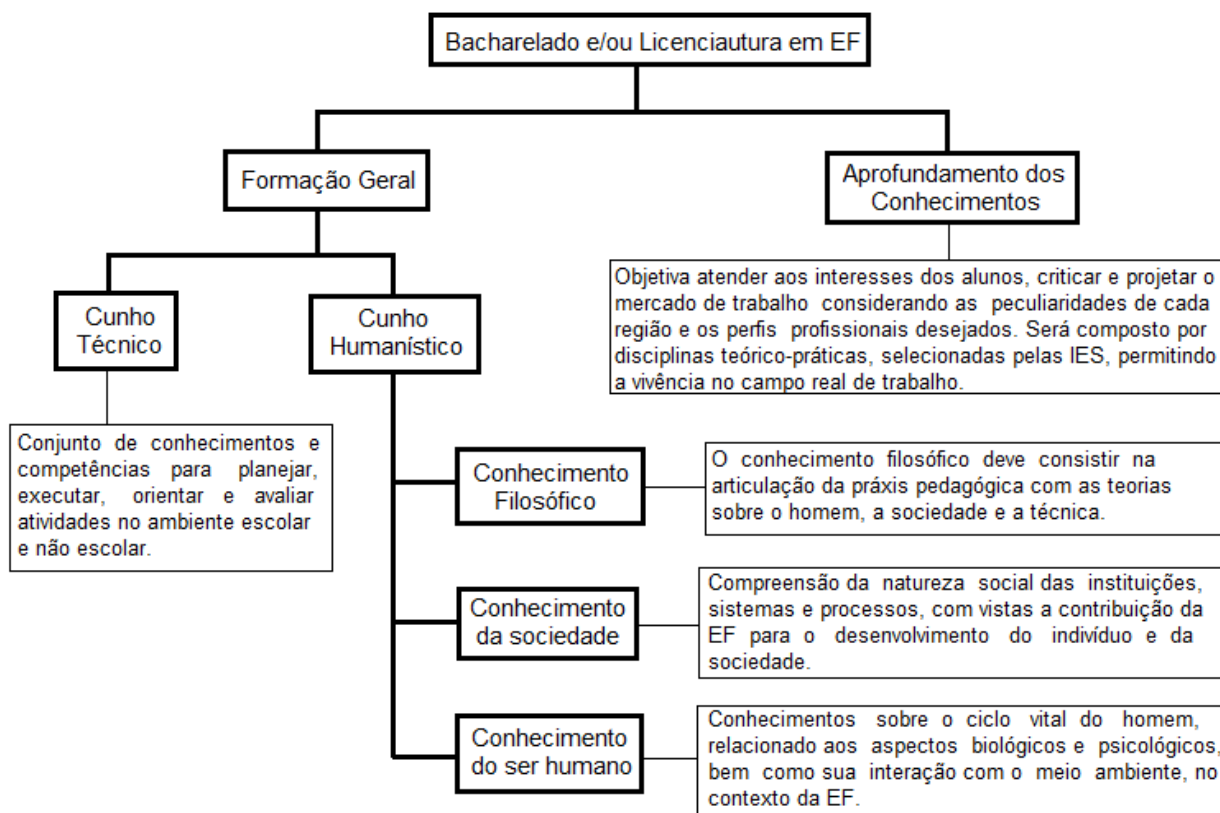 Bacharelado e/ou Licenciautura em EF
Formação Geral
Aprofundamento dos
Conhecimentos
Objetiva atender aos interesses dos alunos, criticar e projetar o
mercado de trabalho considerando as peculiaridades de cada
região e os perfis profissionais desejados. Será composto por
disciplinas teórico-práticas, selecionadas pelas IES, permitindo
a vivência no campo real de trabalho.
Cunho
Técnico
Cunho
Humanístico
Conjunto de conhecimentos e
competências para planejar,
executar, orientar e avaliar
atividades no ambiente escolar
e não escolar.
Conhecimento
Filosófico
O conhecimento filosófico deve consistir na
articulação da práxis pedagógica com as teorias
sobre o homem, a sociedade e a técnica.
Conhecimento
da sociedade
Compreensão da natureza social das instituições,
sistemas e processos, com vistas a contribuição da
EF para o desenvolvimento do indivíduo e da
sociedade.
Conhecimento
do ser humano
Conhecimentos sobre o ciclo vital do homem,
relacionado aos aspectos biológicos e psicológicos,
bem como sua interação com o meio ambiente, no
contexto da EF.